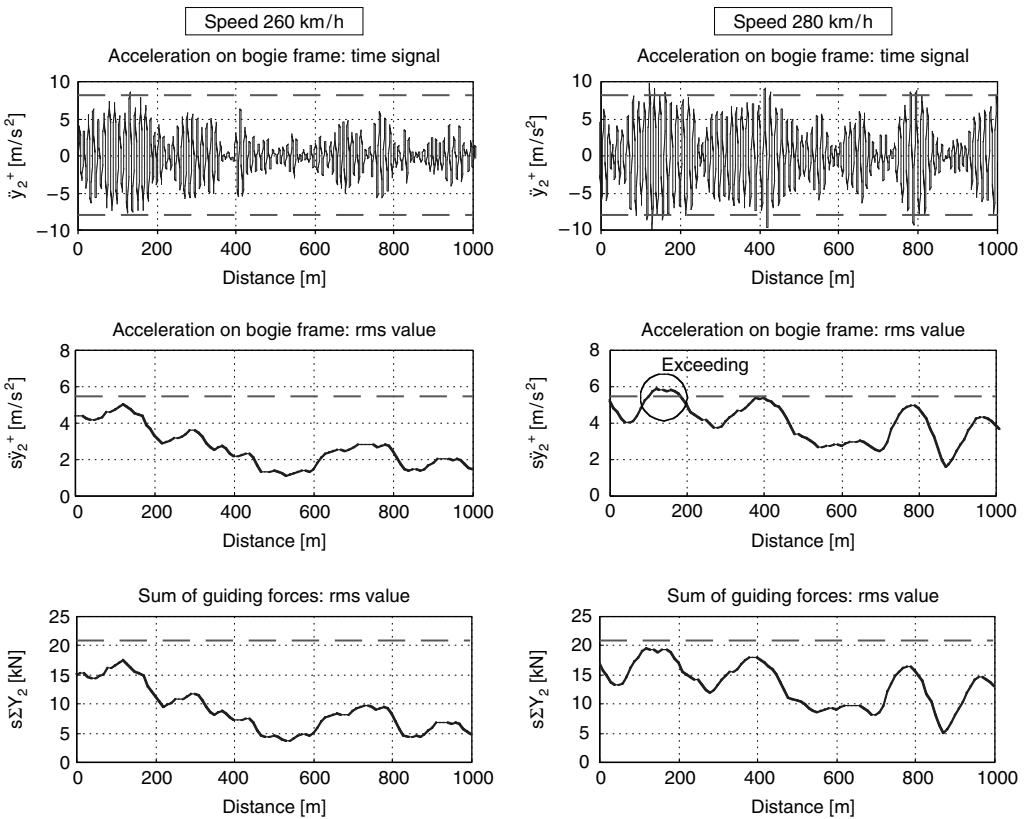 Speed 260 km/h
Acceleration on bogie frame: time signal
ÿ₂⁺ [m/s²]
10
5
0
−5
−10
0 200 400 600 800 1000
Distance [m]
Acceleration on bogie frame: rms value
sÿ₂⁺ [m/s²]
8
6
4
2
0
0 200 400 600 800 1000
Distance [m]
Sum of guiding forces: rms value
sΣY₂ [kN]
25
20
15
10
5
0
0 200 400 600 800 1000
Distance [m]
Speed 280 km/h
Acceleration on bogie frame: time signal
ÿ₂⁺ [m/s²]
10
5
0
−5
−10
0 200 400 600 800 1000
Distance [m]
Acceleration on bogie frame: rms value
sÿ₂⁺ [m/s²]
8
6
4
2
0
Exceeding
0 200 400 600 800 1000
Distance [m]
Sum of guiding forces: rms value
sΣY₂ [kN]
25
20
15
10
5
0
0 200 400 600 800 1000
Distance [m]